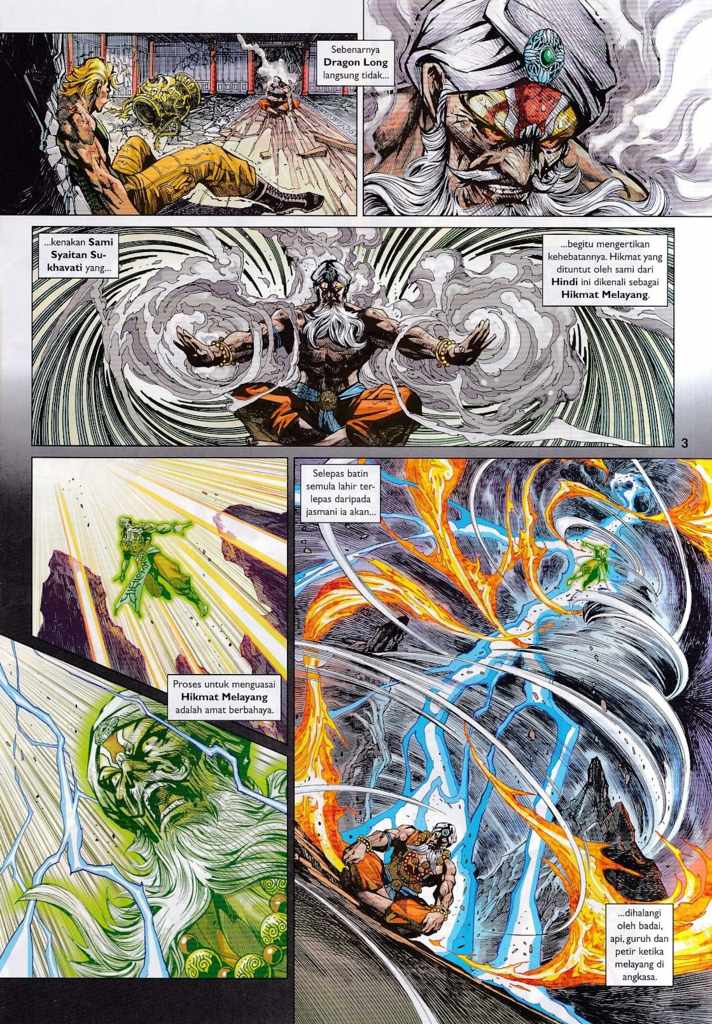 Sebenarnya
Dragon Long
langsung tidak...
...kenakan Sami
Syaitan Su-
khavati yang...
...begitu mengertikan
kehebatannya. Hikmat yang
dituntut oleh sami dari
Hindi ini dikenali sebagai
Hikmat Melayang.
3
Selepas batin
semula lahir ter-
lepas daripada
jasmani ia akan...
Proses untuk menguasai
Hikmat Melayang
adalah amat berbahaya.
...dihalangi
oleh badai,
api, guruh dan
petir ketika
melayang di
angkasa.